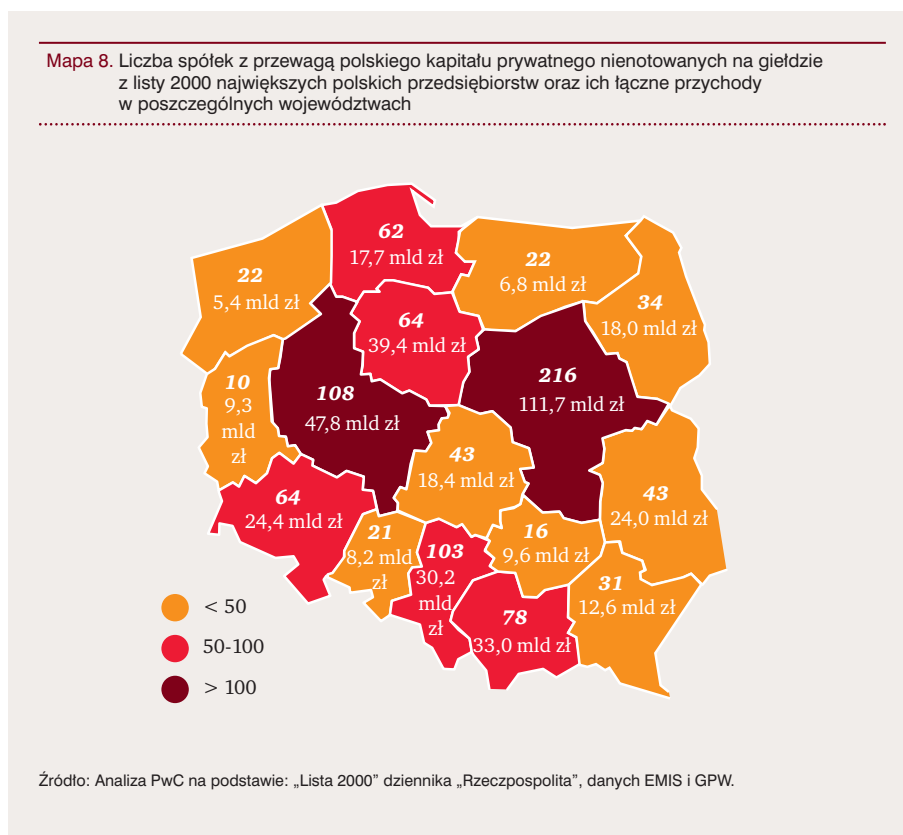 Mapa 8. Liczba spółek z przewagą polskiego kapitału prywatnego nienotowanych na giełdzie
z listy 2000 największych polskich przedsiębiorstw oraz ich łączne przychody
w poszczególnych województwach
62
17,7 mld zł
22
5,4 mld zł
22
6,8 mld zł
34
18,0 mld zł
64
39,4 mld zł
10
9,3
mld
zł
108
47,8 mld zł
216
111,7 mld zł
43
18,4 mld zł
64
24,4 mld zł
43
24,0 mld zł
21
8,2 mld
zł
103
30,2
mld
zł
16
9,6 mld zł
31
12,6 mld zł
78
33,0 mld zł
< 50
50-100
> 100
Źródło: Analiza PwC na podstawie: „Lista 2000” dziennika „Rzeczpospolita”, danych EMIS i GPW.